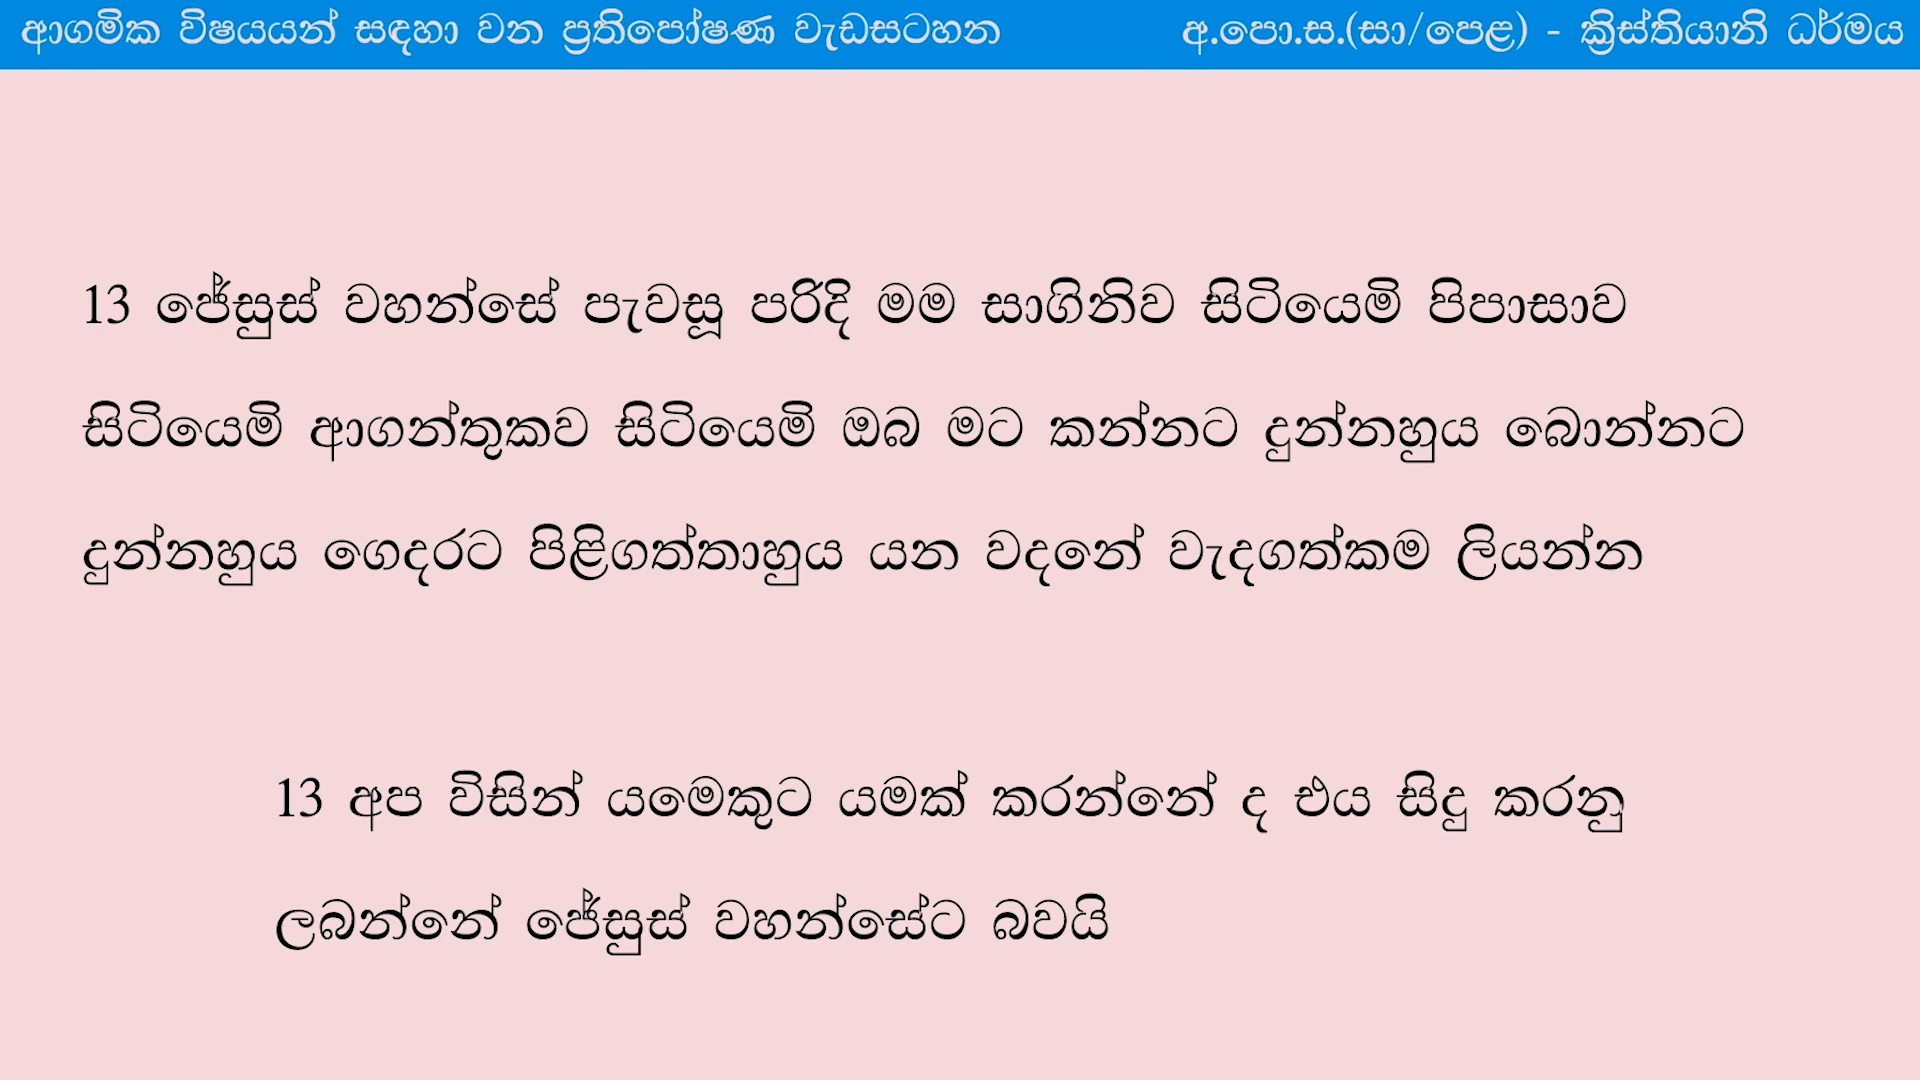 ආගමික විෂයයන් සඳහා වන ප්‍රතිපෝෂණ වැඩසටහන
අ.පො.ස.(සා/පෙළ) - ක්‍රිස්තියානි ධර්මය
13 ජේසුස් වහන්සේ පැවසූ පරිදි මම සාගිනිව සිටියෙමි පිපාසාව
සිටියෙමි ආගන්තුකව සිටියෙමි ඔබ මට කන්නට දුන්නහුය බොන්නට
දුන්නහුය ගෙදරට පිළිගත්තාහුය යන වදනේ වැදගත්කම ලියන්න
13 අප විසින් යමෙකුට යමක් කරන්නේ ද එය සිදු කරනු
ලබන්නේ ජේසුස් වහන්සේට බවයි